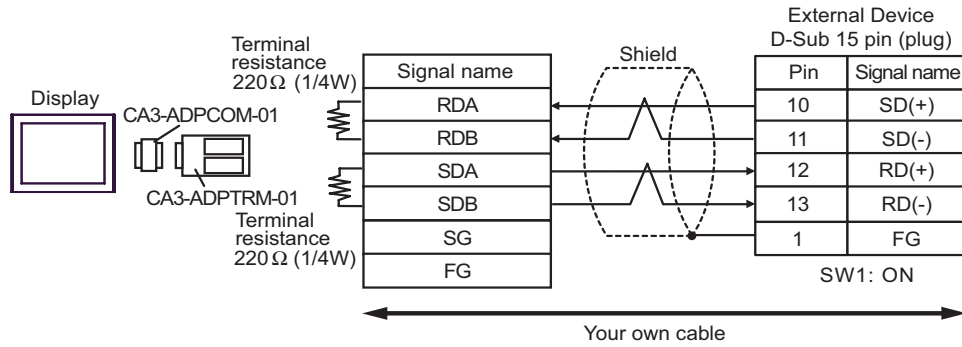 External Device
D-Sub 15 pin (plug)
Terminal
resistance
220Ω (1/4W)
Shield
Display
CA3-ADPCOM-01
CA3-ADPTRM-01
Terminal
resistance
220Ω (1/4W)
Signal name
RDA
RDB
SDA
SDB
SG
FG
Pin Signal name
10 SD(+)
11 SD(-)
12 RD(+)
13 RD(-)
1 FG
SW1: ON
Your own cable